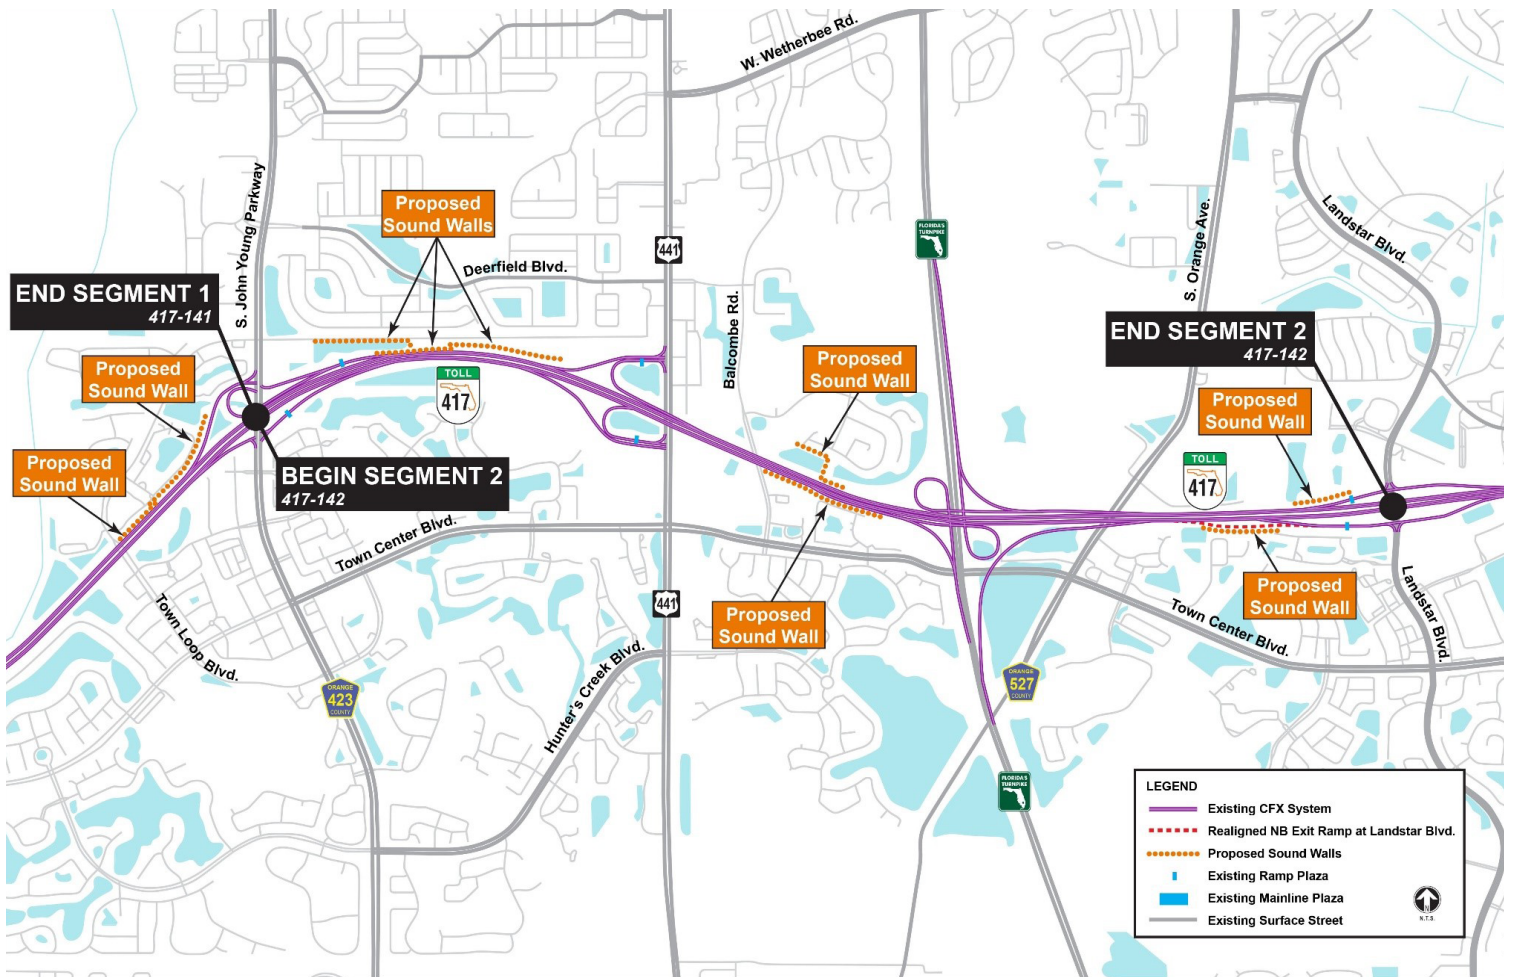 W. Wetherbee Rd.
S. John Young Parkway
Proposed
Sound Walls
Deerfield Blvd.
441
FLORIDA'S
TURNPIKE
S. Orange Ave.
Landstar Blvd.
END SEGMENT 1
417-141
Balcombe Rd.
END SEGMENT 2
417-142
Proposed
Sound Wall
TOLL
417
Proposed
Sound Wall
Proposed
Sound Wall
Proposed
Sound Wall
BEGIN SEGMENT 2
417-142
TOLL
417
Town Center Blvd.
Proposed
Sound Wall
Proposed
Sound Wall
441
Town Loop Blvd.
Hunter's Creek Blvd.
Town Center Blvd.
Landstar Blvd.
ORANGE
423
COUNTY
ORANGE
527
COUNTY
FLORIDA'S
TURNPIKE
LEGEND
Existing CFX System
Realigned NB Exit Ramp at Landstar Blvd.
Proposed Sound Walls
Existing Ramp Plaza
Existing Mainline Plaza
Existing Surface Street
N
N.T.S.